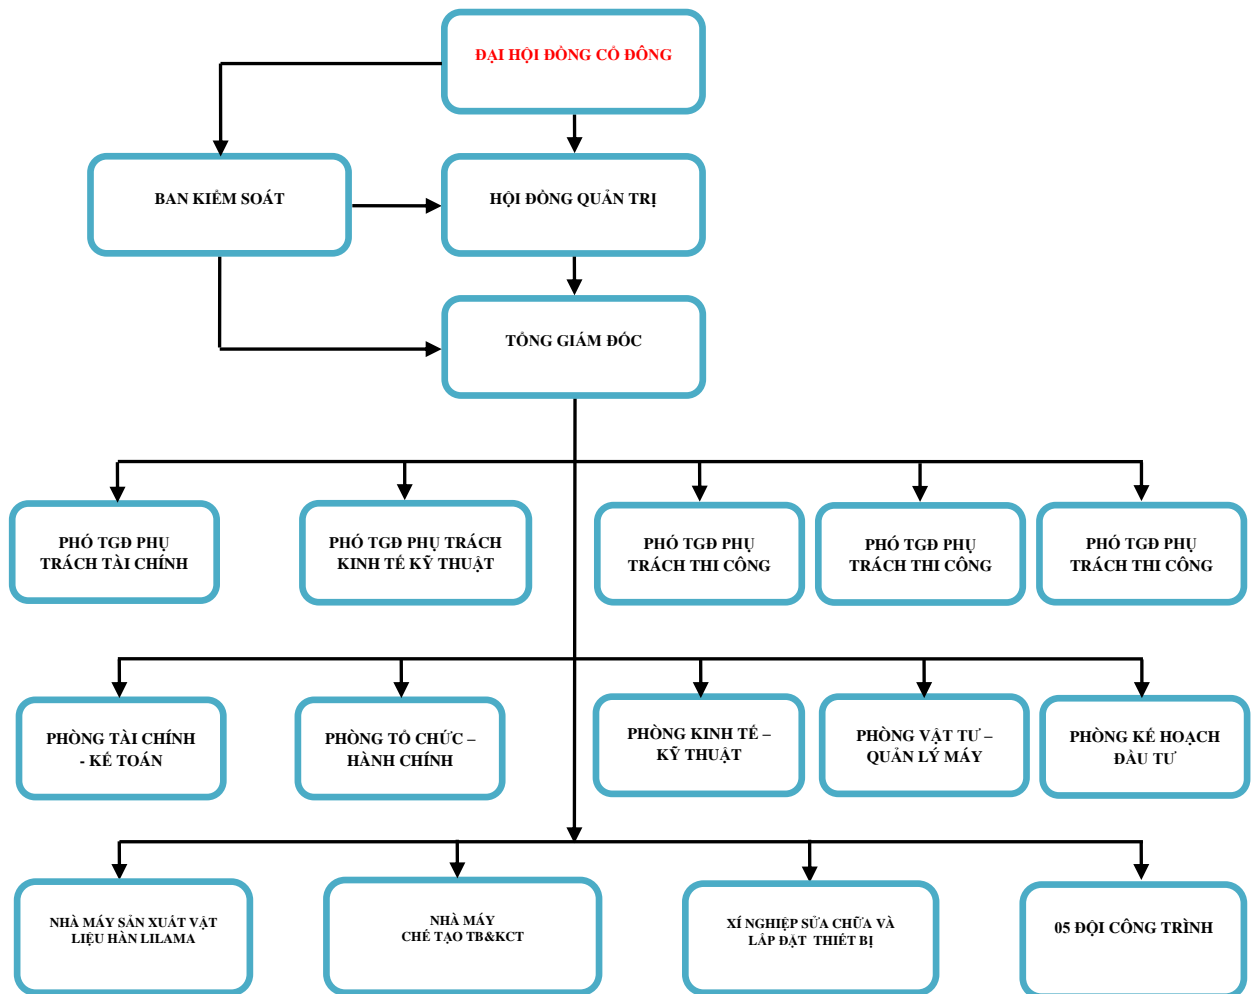 ĐẠI HỘI ĐỒNG CỔ ĐÔNG
BAN KIỂM SOÁT
HỘI ĐỒNG QUẢN TRỊ
TỔNG GIÁM ĐỐC
PHÓ TGĐ PHỤ
TRÁCH TÀI CHÍNH
PHÓ TGĐ PHỤ TRÁCH
KINH TẾ KỸ THUẬT
PHÓ TGĐ PHỤ
TRÁCH THI CÔNG
PHÓ TGĐ PHỤ
TRÁCH THI CÔNG
PHÓ TGĐ PHỤ
TRÁCH THI CÔNG
PHÒNG TÀI CHÍNH
- KẾ TOÁN
PHÒNG TỔ CHỨC –
HÀNH CHÍNH
PHÒNG KINH TẾ –
KỸ THUẬT
PHÒNG VẬT TƯ –
QUẢN LÝ MÁY
PHÒNG KẾ HOẠCH
ĐẦU TƯ
NHÀ MÁY SẢN XUẤT VẬT
LIỆU HÀN LILAMA
NHÀ MÁY
CHẾ TẠO TB&KCT
XÍ NGHIỆP SỬA CHỮA VÀ
LẮP ĐẶT THIẾT BỊ
05 ĐỘI CÔNG TRÌNH